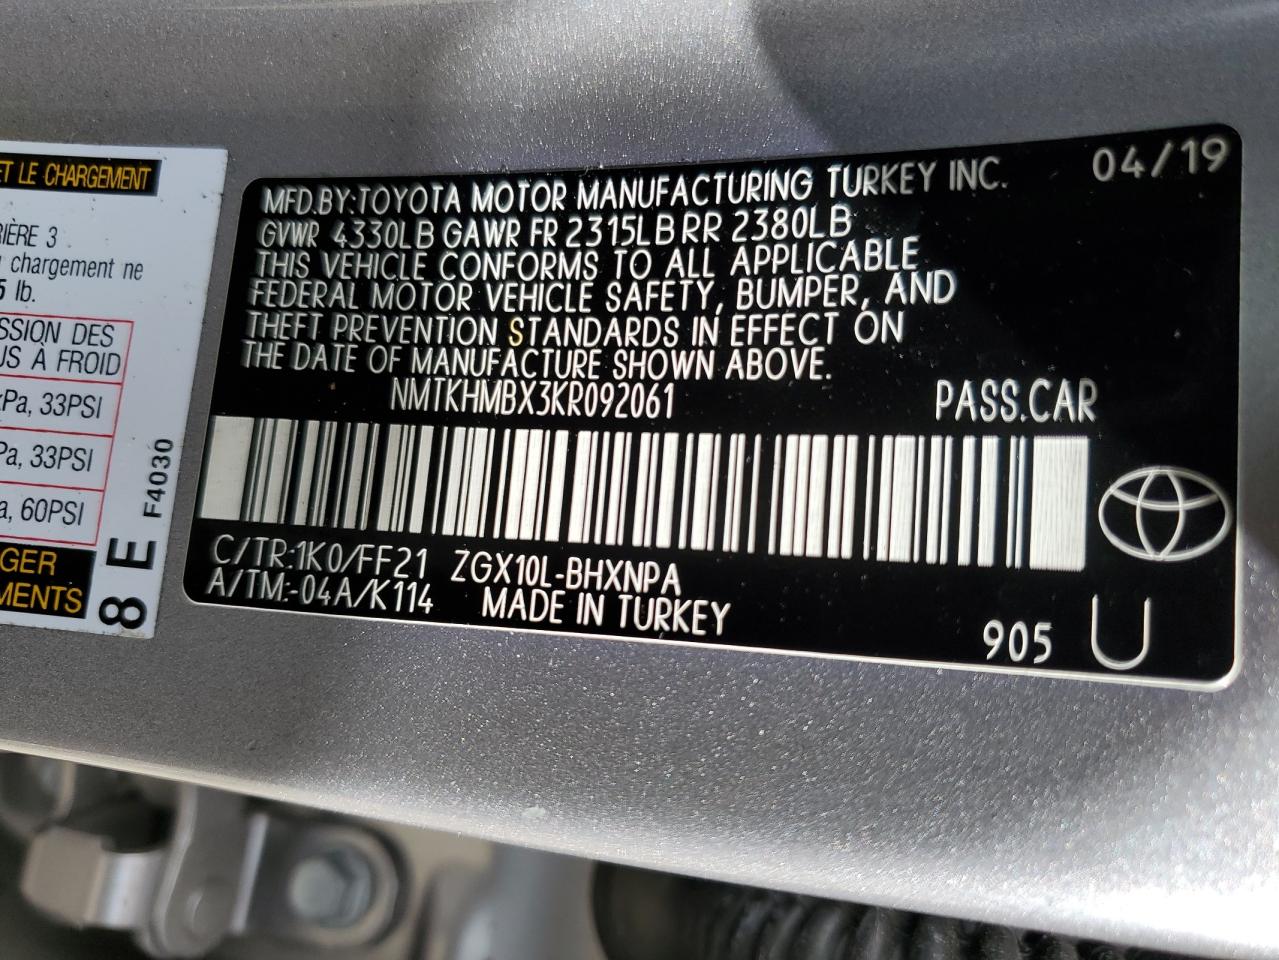 ET LE CHARGEMENT
RIÈRE 3
chargement ne
5 lb.
SSION DES
US À FROID
kPa, 33PSI
Pa, 33PSI
a, 60PSI
GER
MENTS
8 E F4030
MFD.BY:TOYOTA MOTOR MANUFACTURING TURKEY INC. 04/19
GVWR 4330LB GAWR FR 2315LB RR 2380LB
THIS VEHICLE CONFORMS TO ALL APPLICABLE
FEDERAL MOTOR VEHICLE SAFETY, BUMPER, AND
THEFT PREVENTION STANDARDS IN EFFECT ON
THE DATE OF MANUFACTURE SHOWN ABOVE.
NMTKHMBX3KR092061 PASS.CAR
C/TR:1K0/FF21 ZGX10L-BHXNPA
A/TM:-04A/K114 MADE IN TURKEY
905 U